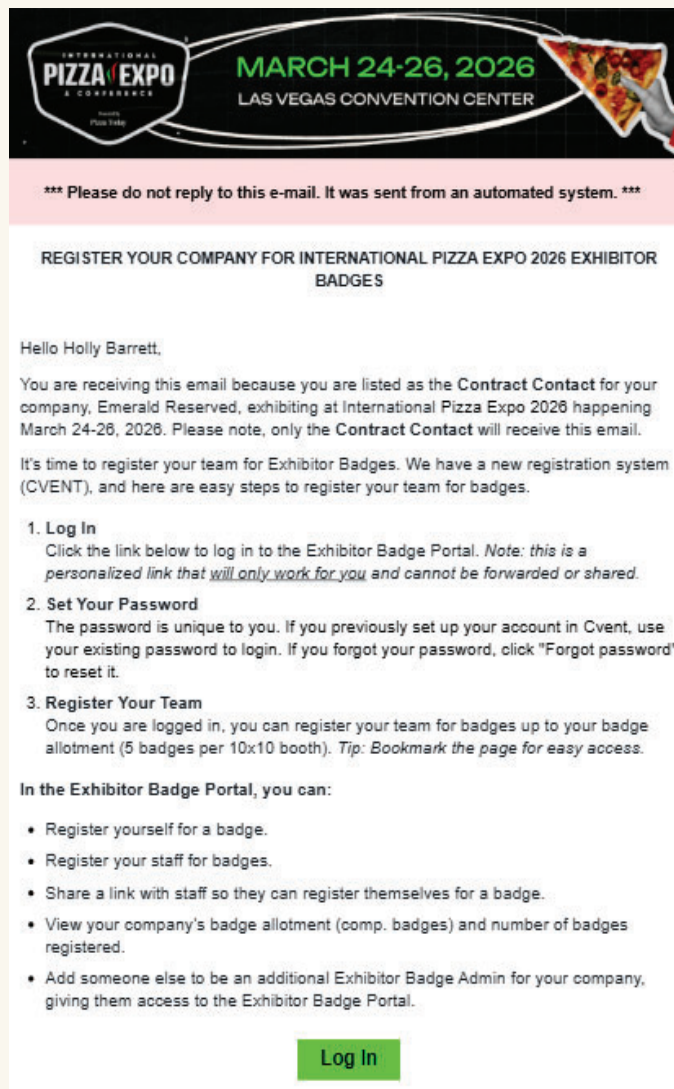 INTERNATIONAL
PIZZA EXPO
& CONFERENCE
Pizza Today
MARCH 24-26, 2026
LAS VEGAS CONVENTION CENTER
*** Please do not reply to this e-mail. It was sent from an automated system. ***
REGISTER YOUR COMPANY FOR INTERNATIONAL PIZZA EXPO 2026 EXHIBITOR
BADGES
Hello Holly Barrett,
You are receiving this email because you are listed as the Contract Contact for your
company, Emerald Reserved, exhibiting at International Pizza Expo 2026 happening
March 24-26, 2026. Please note, only the Contract Contact will receive this email.
It's time to register your team for Exhibitor Badges. We have a new registration system
(CVENT), and here are easy steps to register your team for badges.
1. Log In
Click the link below to log in to the Exhibitor Badge Portal. Note: this is a
personalized link that will only work for you and cannot be forwarded or shared.
2. Set Your Password
The password is unique to you. If you previously set up your account in Cvent, use
your existing password to login. If you forgot your password, click "Forgot password"
to reset it.
3. Register Your Team
Once you are logged in, you can register your team for badges up to your badge
allotment (5 badges per 10x10 booth). Tip: Bookmark the page for easy access.
In the Exhibitor Badge Portal, you can:
• Register yourself for a badge.
• Register your staff for badges.
• Share a link with staff so they can register themselves for a badge.
• View your company's badge allotment (comp. badges) and number of badges
registered.
• Add someone else to be an additional Exhibitor Badge Admin for your company,
giving them access to the Exhibitor Badge Portal.
Log In